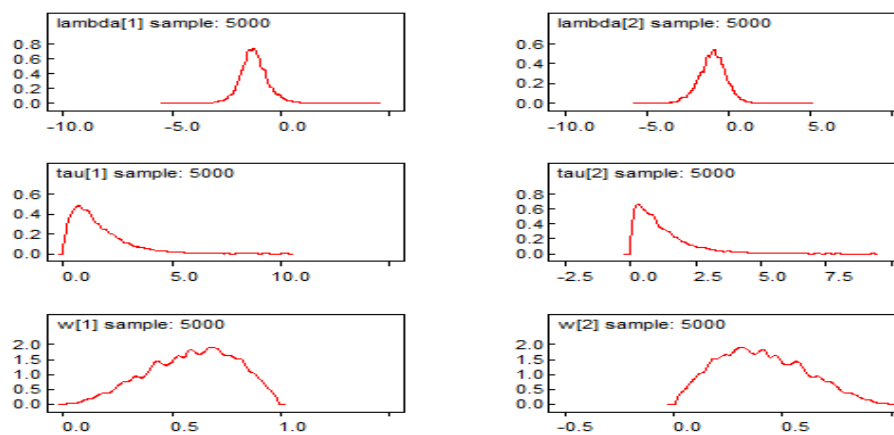 lambda[1] sample: 5000
0.8
0.6
0.4
0.2
0.0
-10.0 -5.0 0.0
lambda[2] sample: 5000
0.6
0.4
0.2
0.0
-10.0 -5.0 0.0 5.0
tau[1] sample: 5000
0.6
0.4
0.2
0.0
0.0 5.0 10.0
tau[2] sample: 5000
0.8
0.6
0.4
0.2
0.0
-2.5 0.0 2.5 5.0 7.5
w[1] sample: 5000
2.0
1.5
1.0
0.5
0.0
0.0 0.5 1.0
w[2] sample: 5000
2.0
1.5
1.0
0.5
0.0
-0.5 0.0 0.5